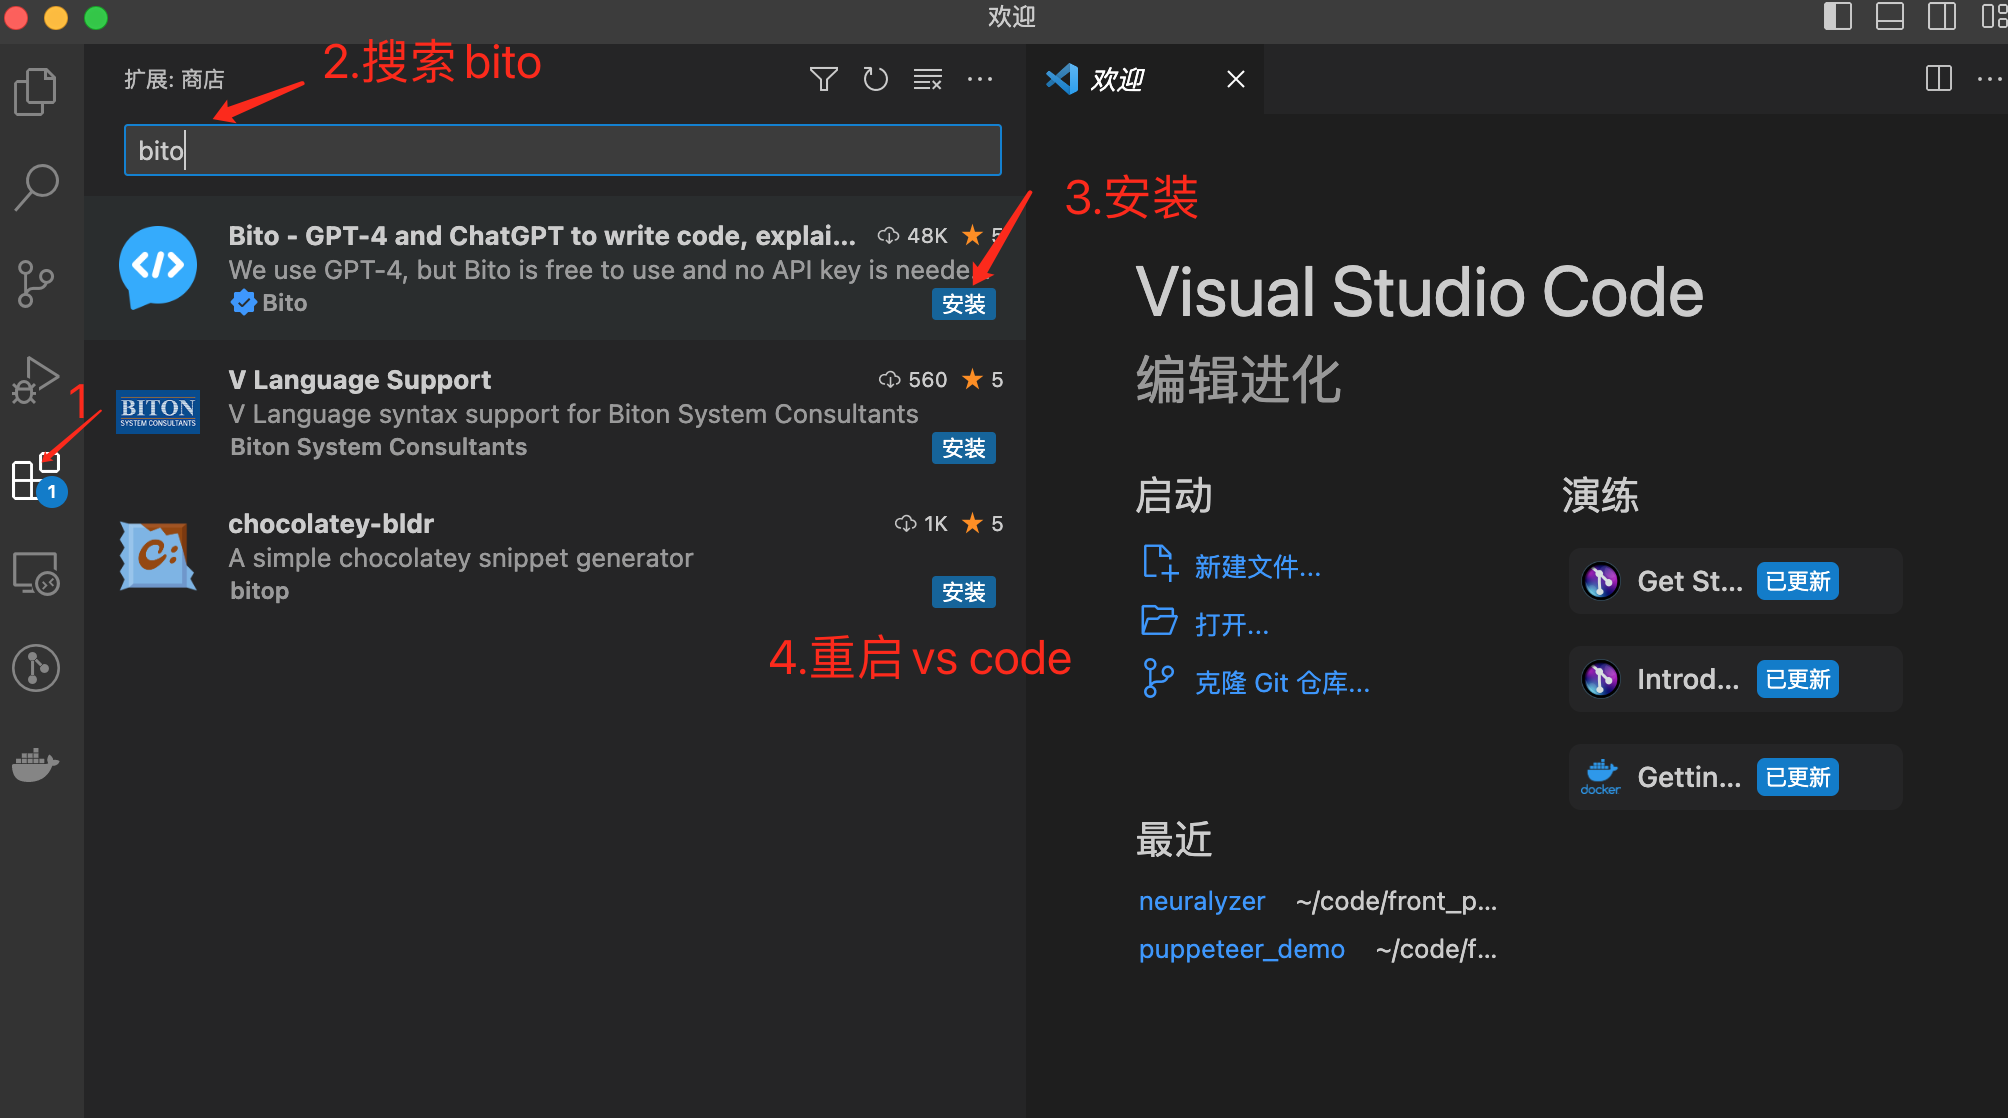 欢迎
扩展: 商店
2.搜索 bito
bito
Bito - GPT-4 and ChatGPT to write code, explai... 48K 5
We use GPT-4, but Bito is free to use and no API key is neede...
Bito
安装
3.安装
V Language Support 560 5
V Language syntax support for Biton System Consultants
Biton System Consultants
安装
BITON
SYSTEM CONSULTANTS
1
1
chocolatey-bldr 1K 5
A simple chocolatey snippet generator
bitop
安装
C:
4.重启 vs code
欢迎
Visual Studio Code
编辑进化
启动
新建文件...
打开...
克隆 Git 仓库...
演练
Get St... 已更新
Introd... 已更新
docker
Gettin... 已更新
最近
neuralyzer ~/code/front_p...
puppeteer_demo ~/code/f...